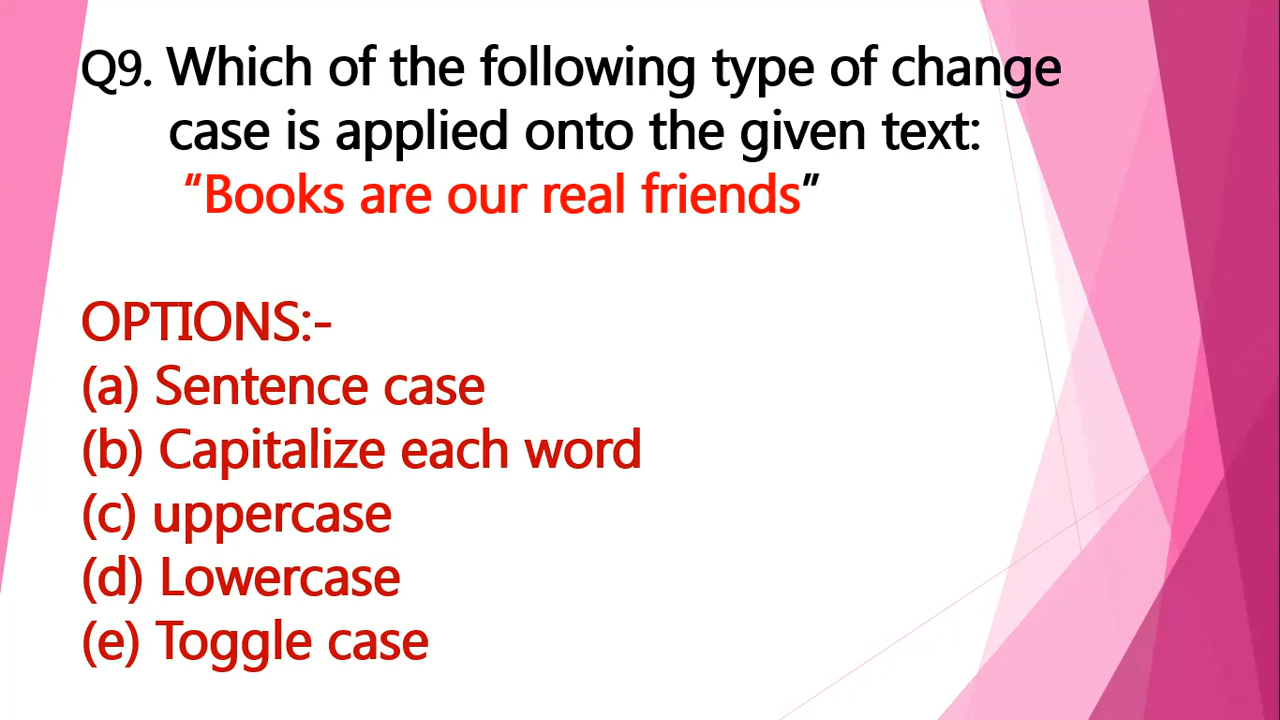 Q9. Which of the following type of change
case is applied onto the given text:
“Books are our real friends”
OPTIONS:-
(a) Sentence case
(b) Capitalize each word
(c) uppercase
(d) Lowercase
(e) Toggle case